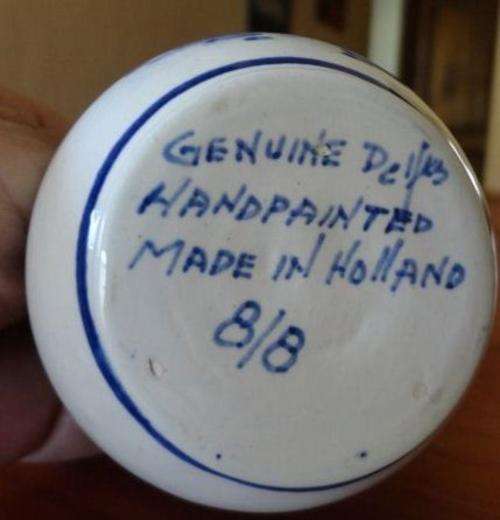 GENUINE Delfts
HANDPAINTED
MADE IN HollAND
8/8